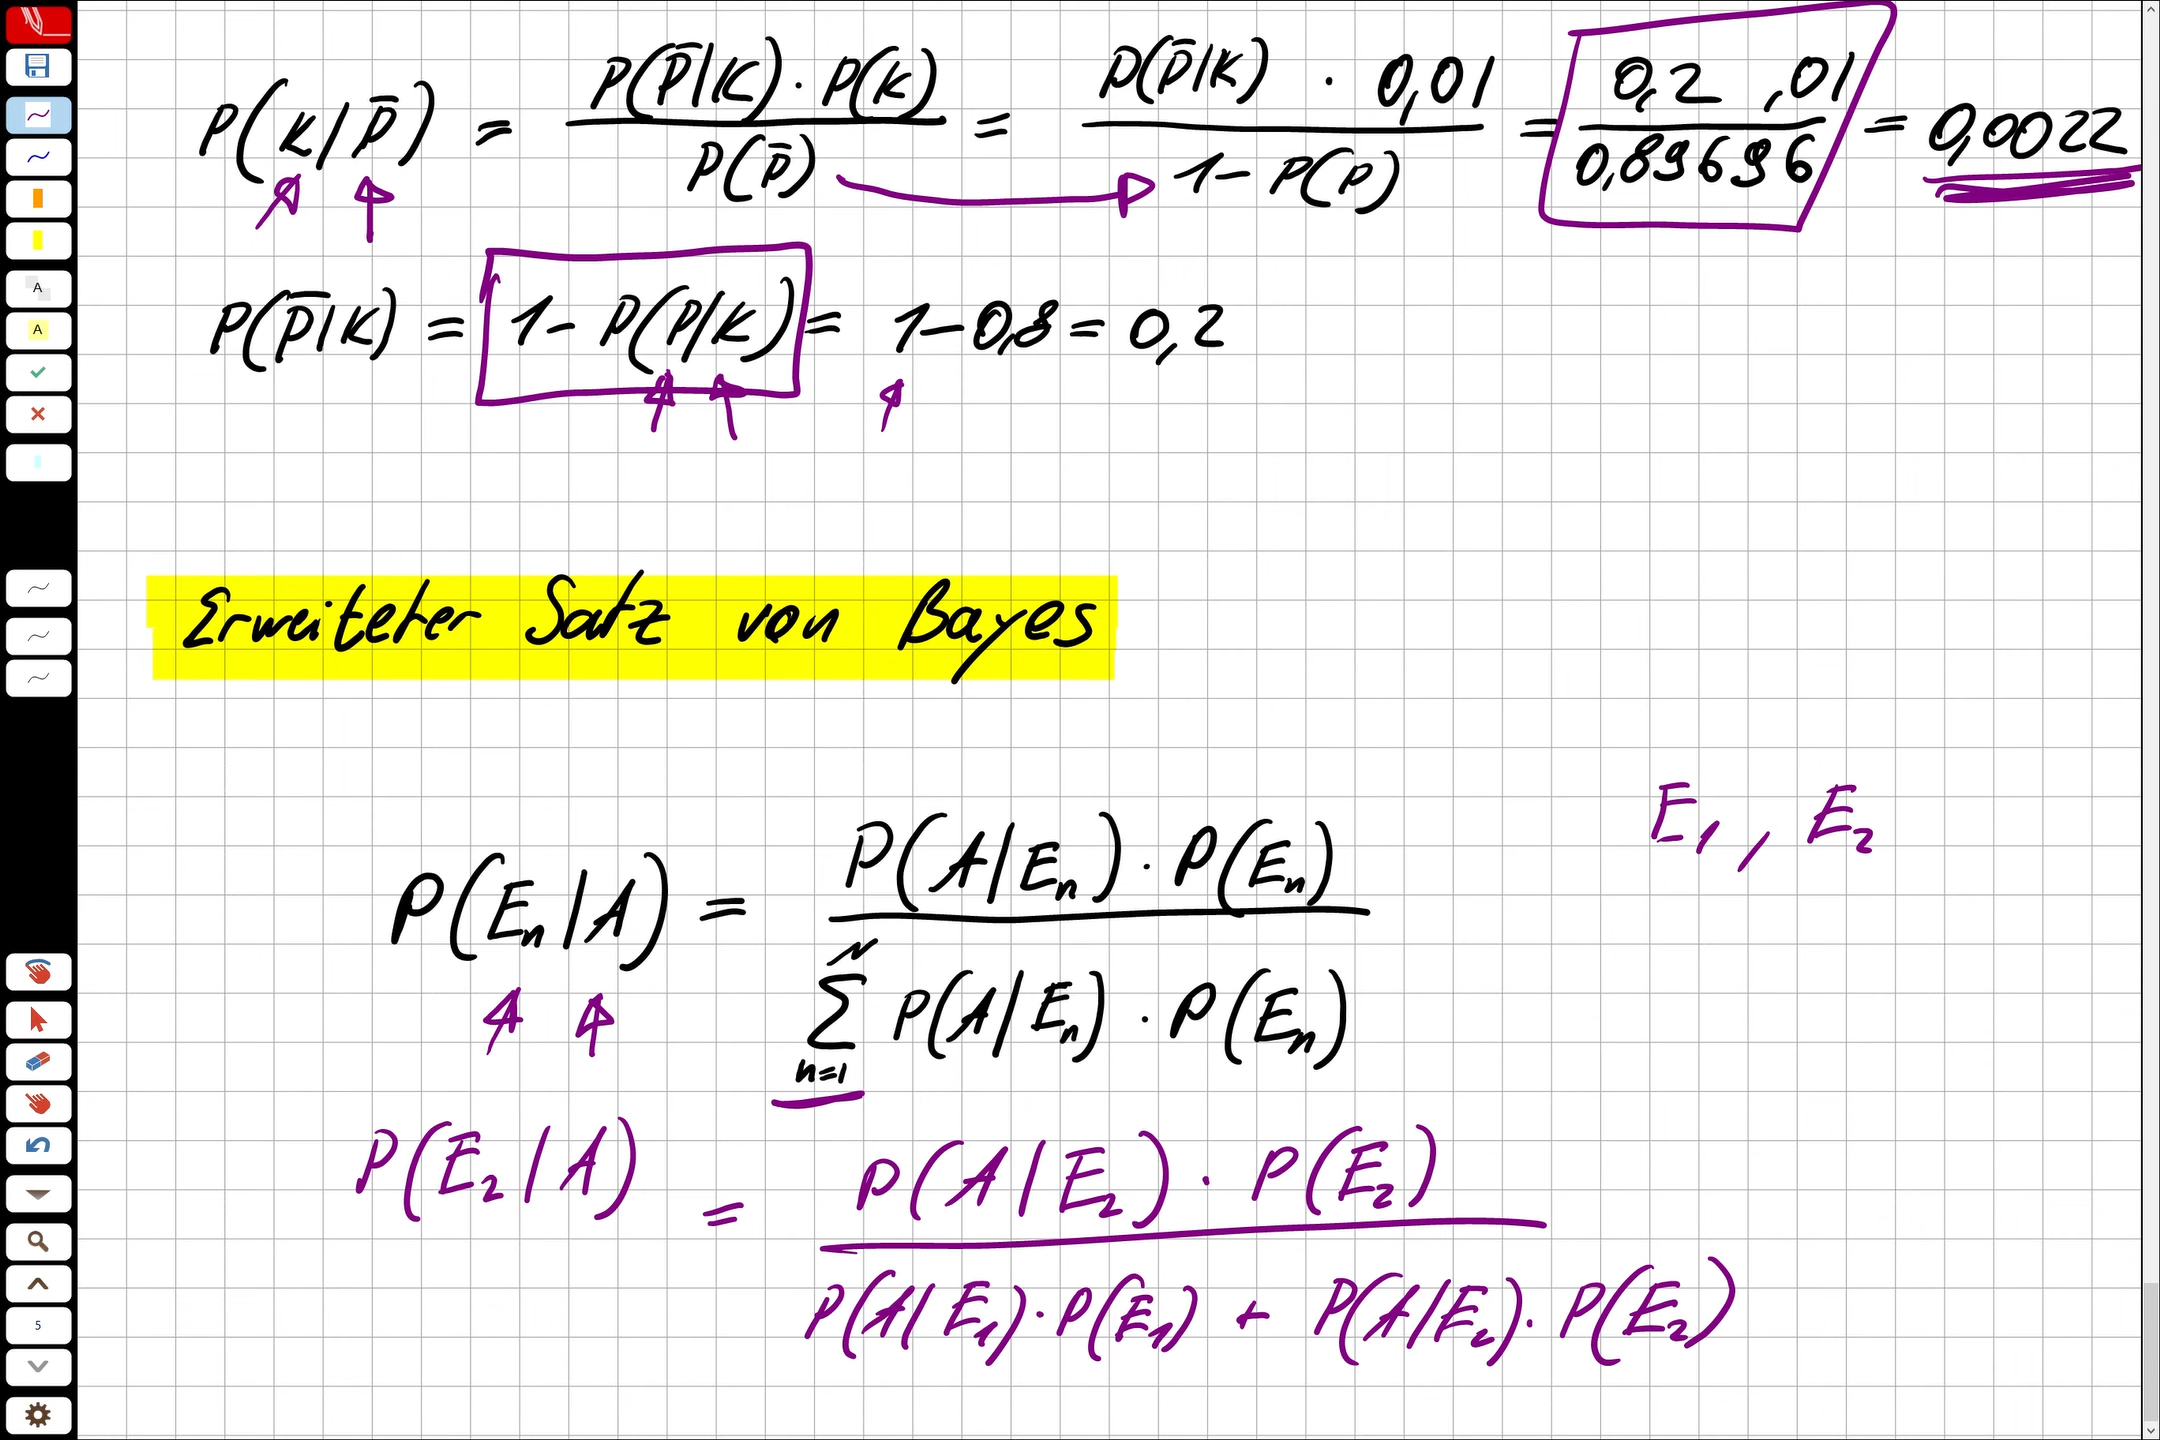 P(K|P̄) = P(P̄|K) · P(K) / P(P̄) = P(P̄|K) · 0,01 / 1 - P(P) = 0,2 ,01 / 0,89696 = 0,0022
P(P̄|K) = 1 - P(P|K) = 1 - 0,8 = 0,2
Erweiteter Satz von Bayes
E₁, E₂
P(Eₙ|A) = P(A|Eₙ) · P(Eₙ) / N Σ n=1 P(A|Eₙ) · P(Eₙ)
P(E₂|A) = P(A|E₂) · P(E₂) / P(A|E₁) · P(E₁) + P(A|E₂) · P(E₂)
A
A
5